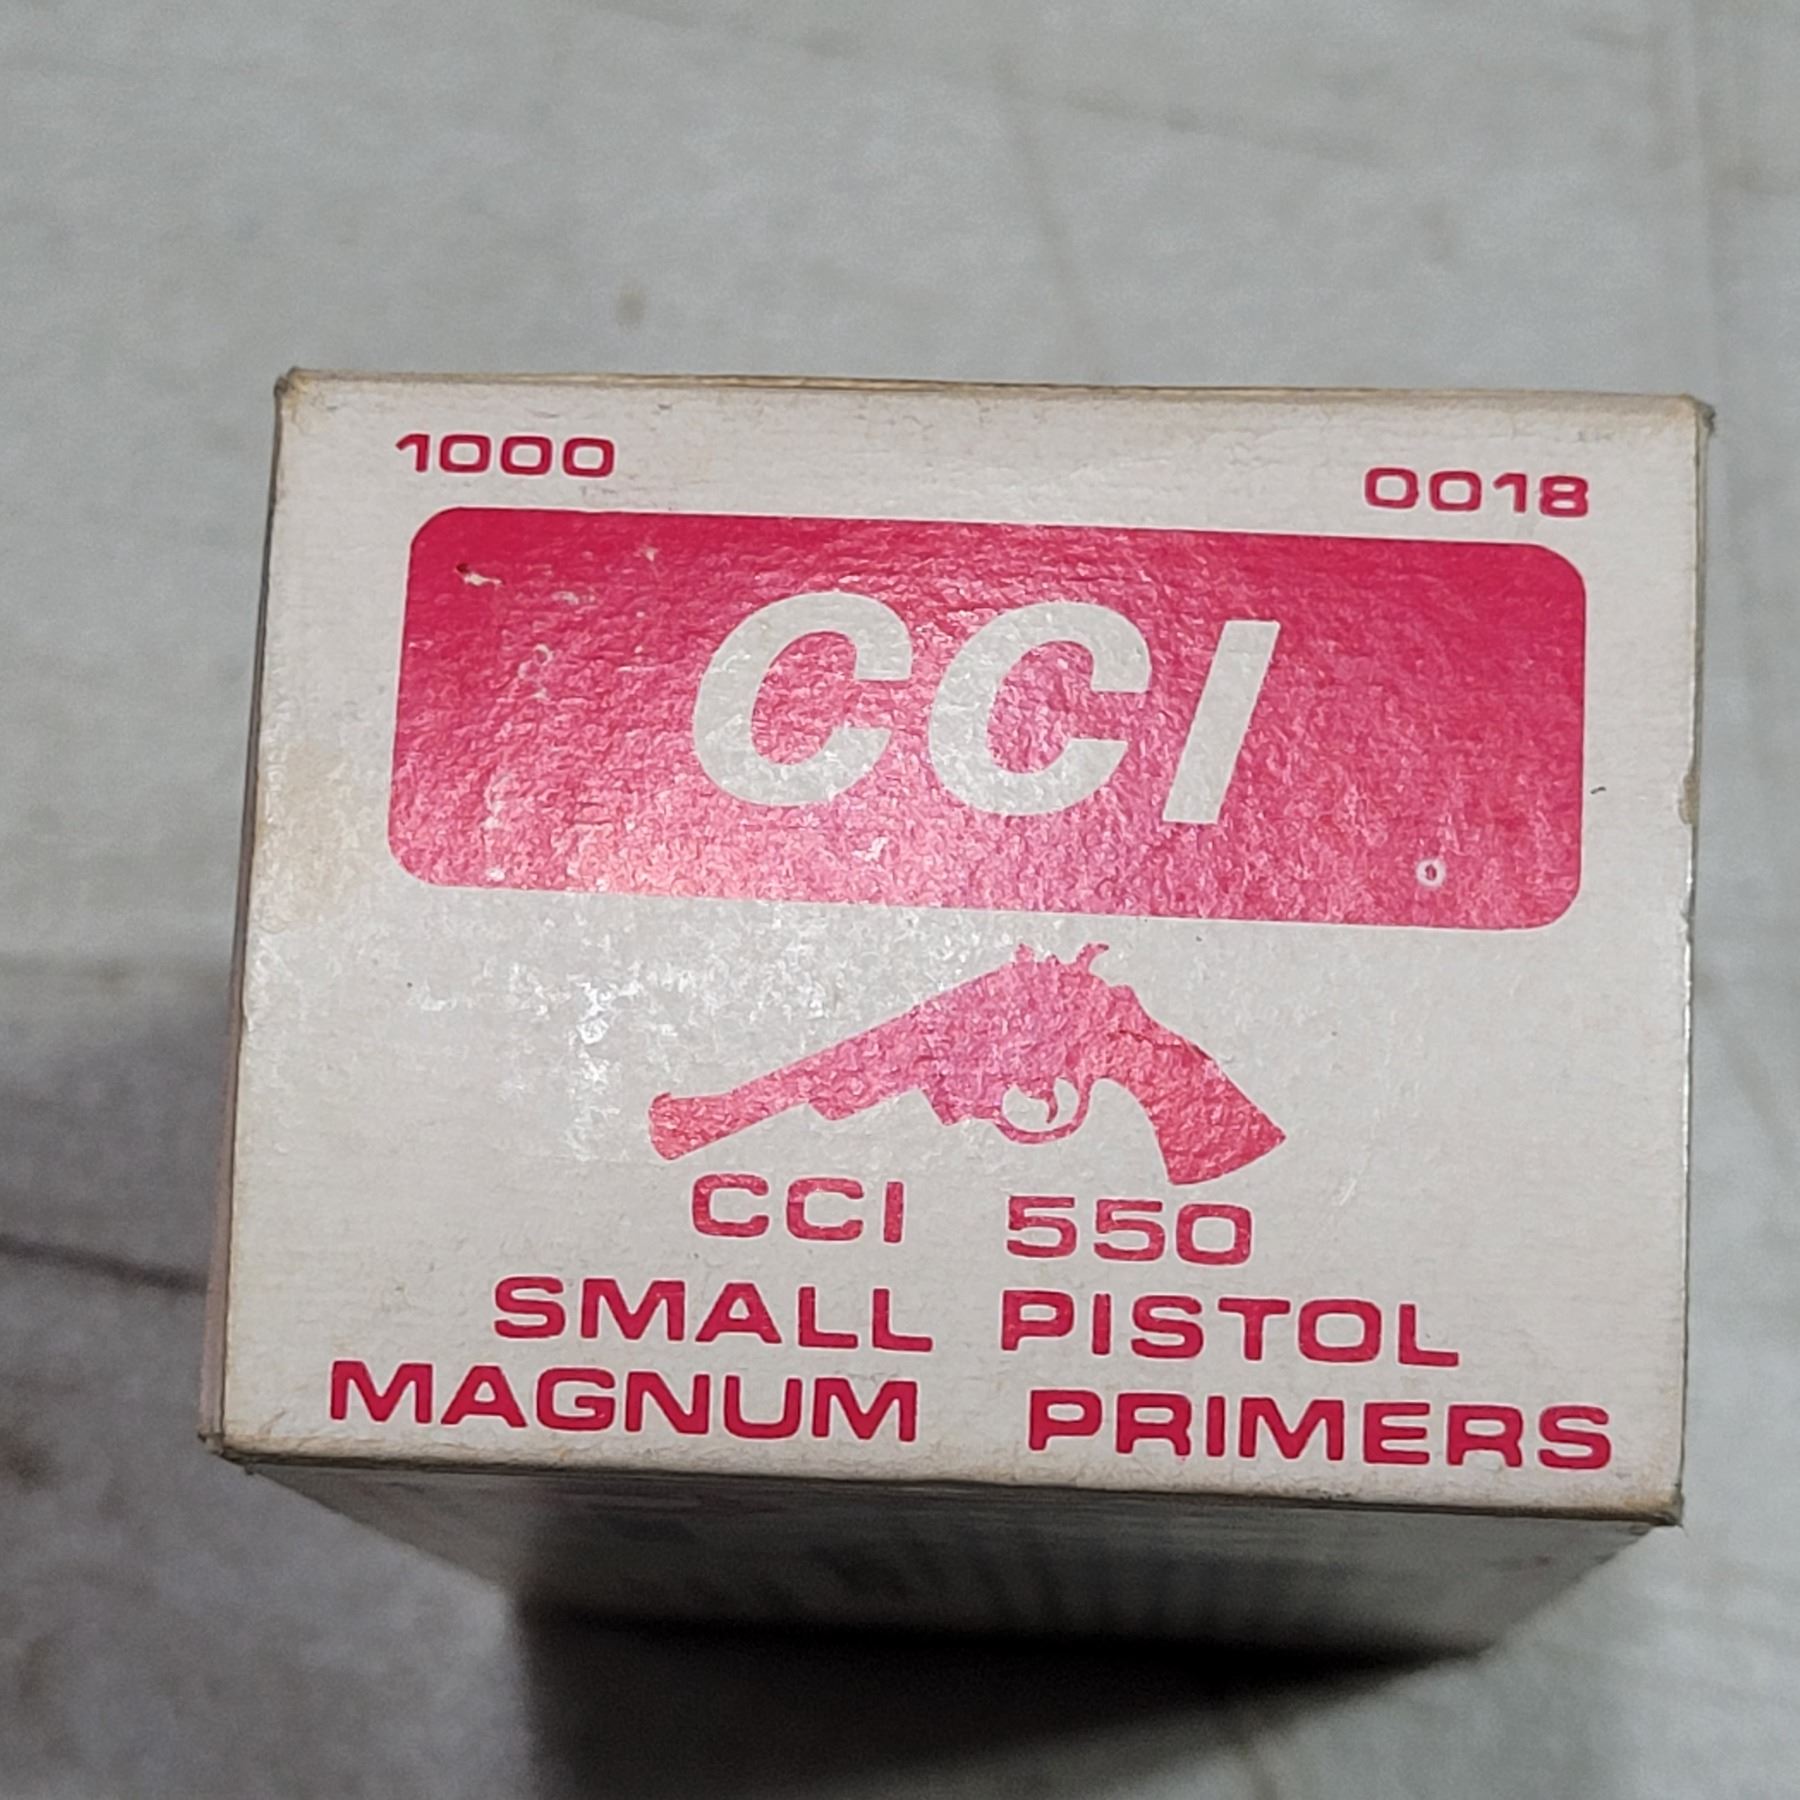 1000
0018
CCI
CCI 550
SMALL PISTOL
MAGNUM PRIMERS